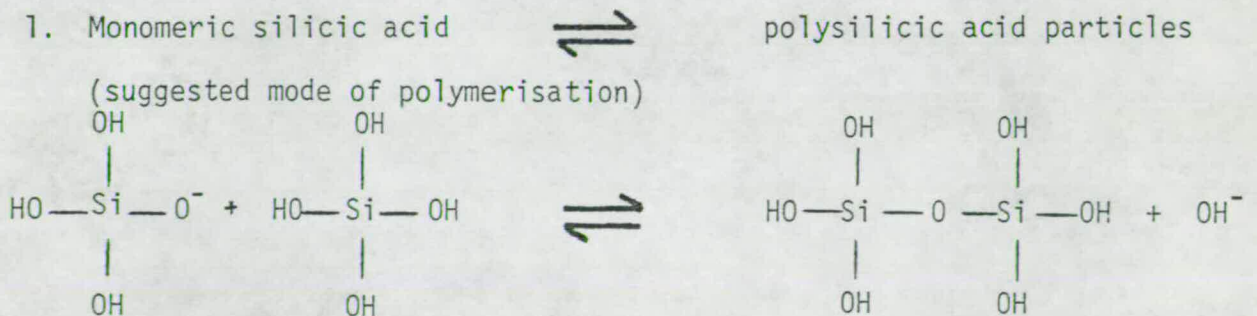 1. Monomeric silicic acid ⇌ polysilicic acid particles
(suggested mode of polymerisation)
OH OH OH OH
HO—Si—O⁻ + HO—Si—OH ⇌ HO—Si—O—Si—OH + OH⁻
OH OH OH OH